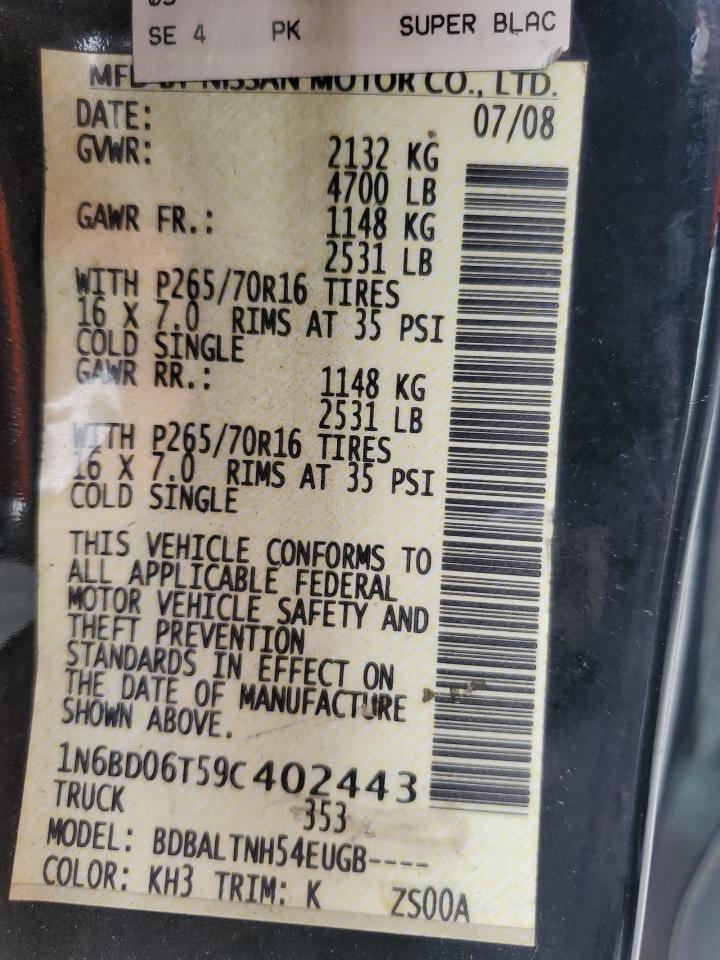 SE 4 PK SUPER BLAC
MFD BY NISSAN MOTOR CO., LTD.
DATE: 07/08
GVWR: 2132 KG
4700 LB
GAWR FR.: 1148 KG
2531 LB
WITH P265/70R16 TIRES
16 X 7.0 RIMS AT 35 PSI
COLD SINGLE
GAWR RR.: 1148 KG
2531 LB
WITH P265/70R16 TIRES
16 X 7.0 RIMS AT 35 PSI
COLD SINGLE
THIS VEHICLE CONFORMS TO
ALL APPLICABLE FEDERAL
MOTOR VEHICLE SAFETY AND
THEFT PREVENTION
STANDARDS IN EFFECT ON
THE DATE OF MANUFACTURE
SHOWN ABOVE.
1N6BD06T59C402443
TRUCK 353
MODEL: BDBALTNH54EUGB----
COLOR: KH3 TRIM: K ZS00A